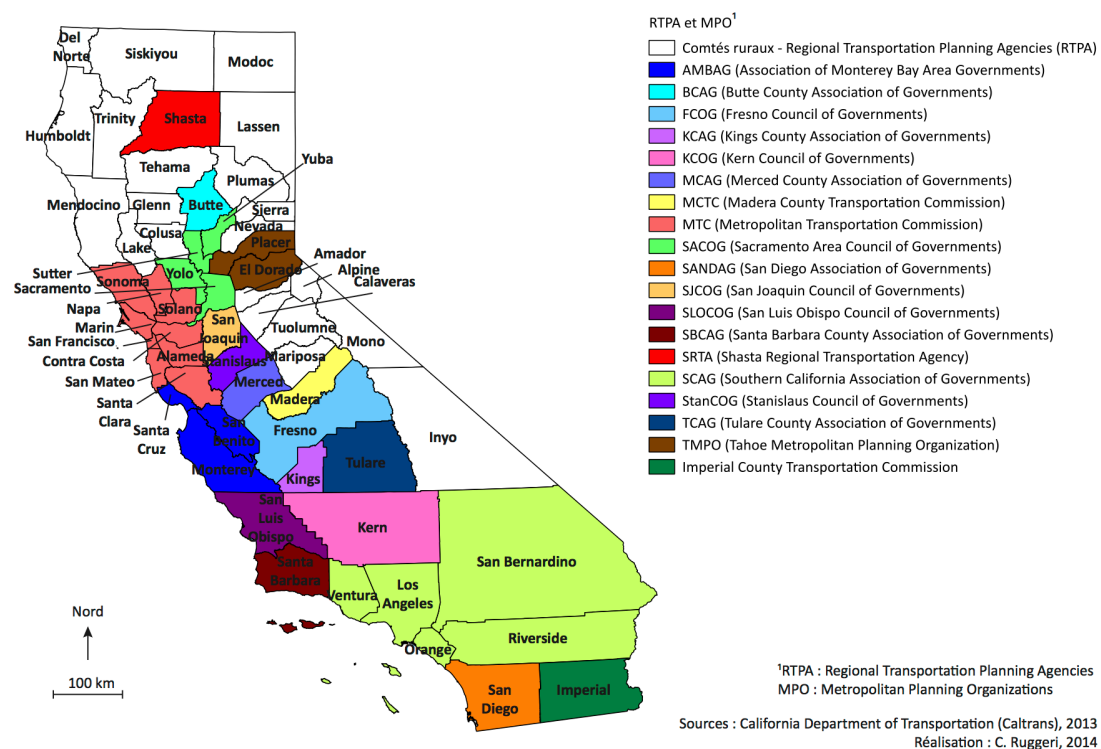 RTPA et MPO¹
Comtés ruraux - Regional Transportation Planning Agencies (RTPA)
AMBAG (Association of Monterey Bay Area Governments)
BCAG (Butte County Association of Governments)
FCOG (Fresno Council of Governments)
KCAG (Kings County Association of Governments)
KCOG (Kern Council of Governments)
MCAG (Merced County Association of Governments)
MCTC (Madera County Transportation Commission)
MTC (Metropolitan Transportation Commission)
SACOG (Sacramento Area Council of Governments)
SANDAG (San Diego Association of Governments)
SJCOG (San Joaquin Council of Governments)
SLOCOG (San Luis Obispo Council of Governments)
SBCAG (Santa Barbara County Association of Governments)
SRTA (Shasta Regional Transportation Agency)
SCAG (Southern California Association of Governments)
StanCOG (Stanislaus Council of Governments)
TCAG (Tulare County Association of Governments)
TMPO (Tahoe Metropolitan Planning Organization)
Imperial County Transportation Commission
Del
Norte
Siskiyou
Modoc
Humboldt
Trinity
Shasta
Lassen
Tehama
Yuba
Plumas
Mendocino
Glenn
Butte
Sierra
Nevada
Colusa
Lake
Placer
Amador
El Dorado
Alpine
Sutter
Yolo
Calaveras
Sacramento
Sonoma
Napa
Solano
Marin
San
Joaquin
Tuolumne
San Francisco
Mono
Contra Costa
Alameda
Stanislaus
Mariposa
San Mateo
Merced
Santa
Clara
Madera
Santa
Cruz
San
Benito
Fresno
Inyo
Monterey
Kings
Tulare
San
Luis
Obispo
Kern
Santa
Barbara
San Bernardino
Ventura
Los
Angeles
Orange
Riverside
San
Diego
Imperial
Nord
100 km
¹RTPA : Regional Transportation Planning Agencies
MPO : Metropolitan Planning Organizations
Sources : California Department of Transportation (Caltrans), 2013
Réalisation : C. Ruggeri, 2014